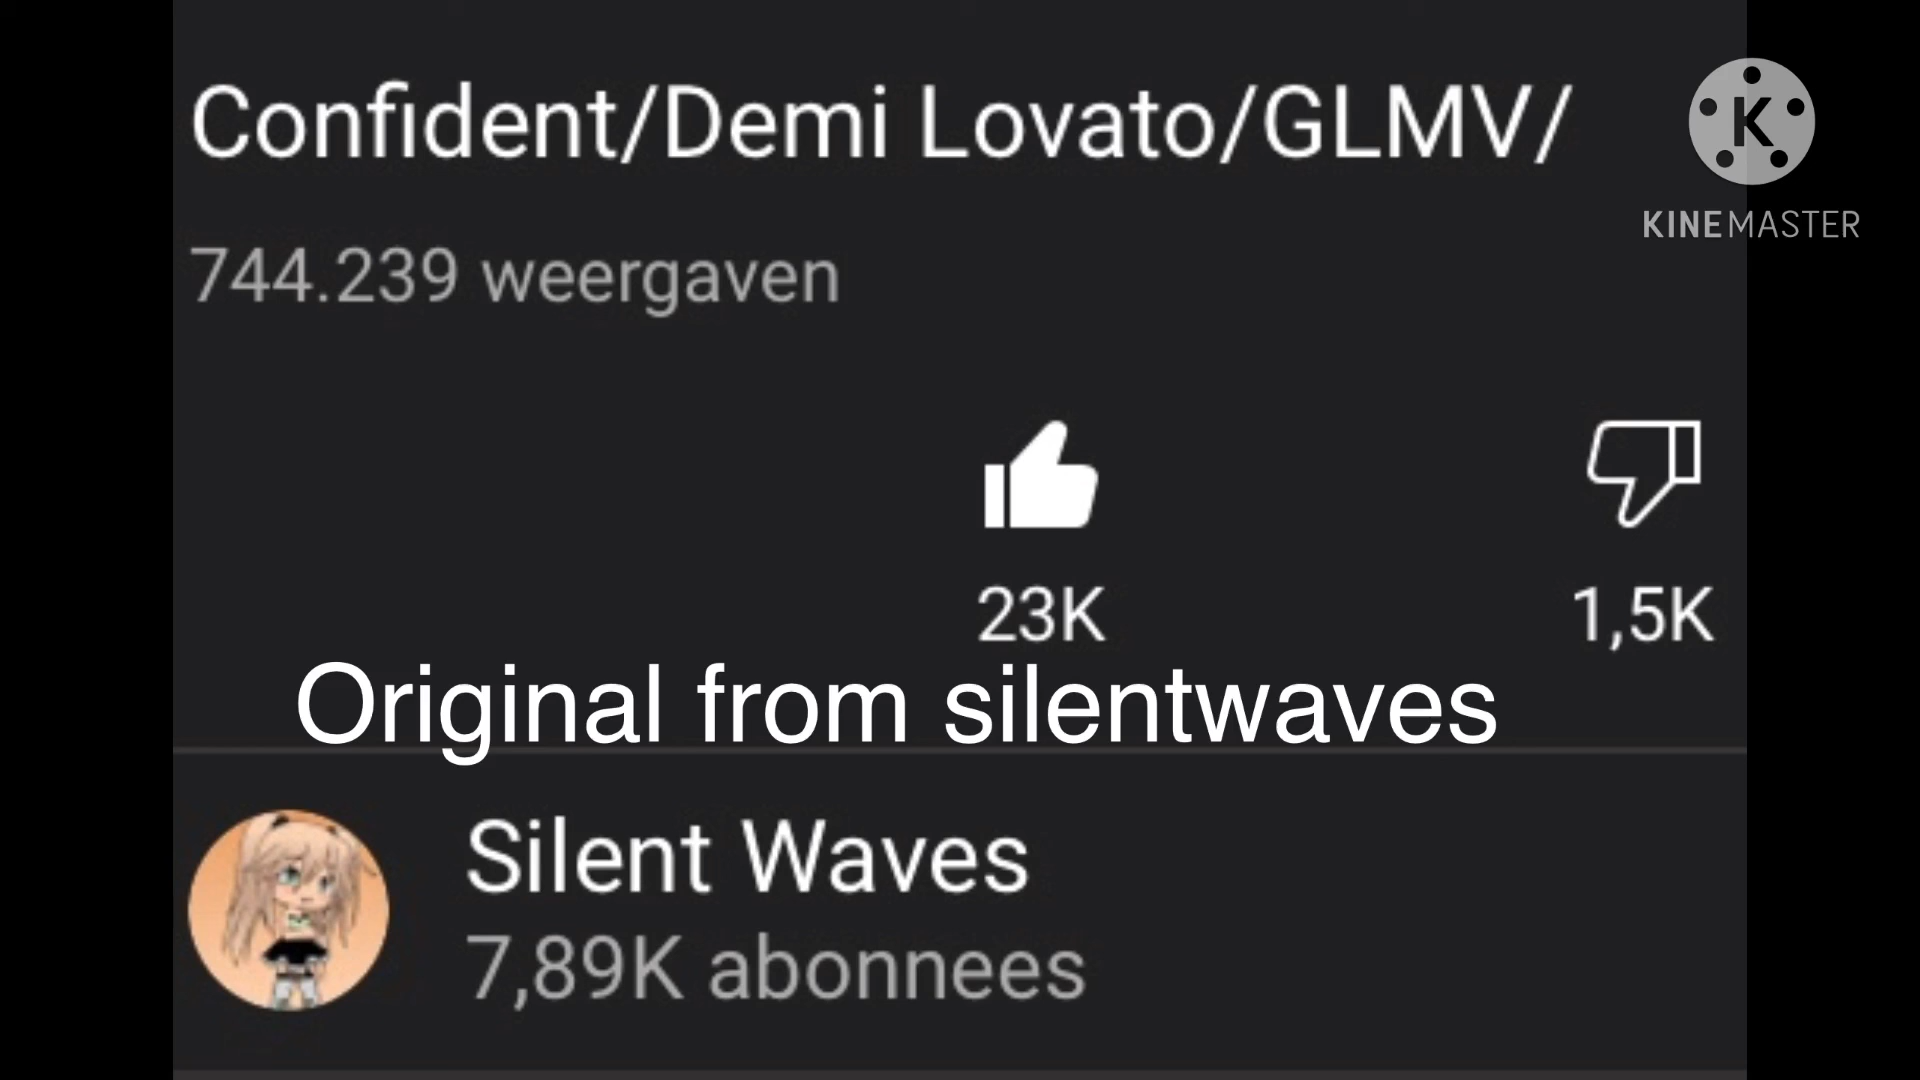 Confident/Demi Lovato/GLMV/
K
KINEMASTER
744.239 weergaven
23K
1,5K
Original from silentwaves
Silent Waves
7,89K abonnees